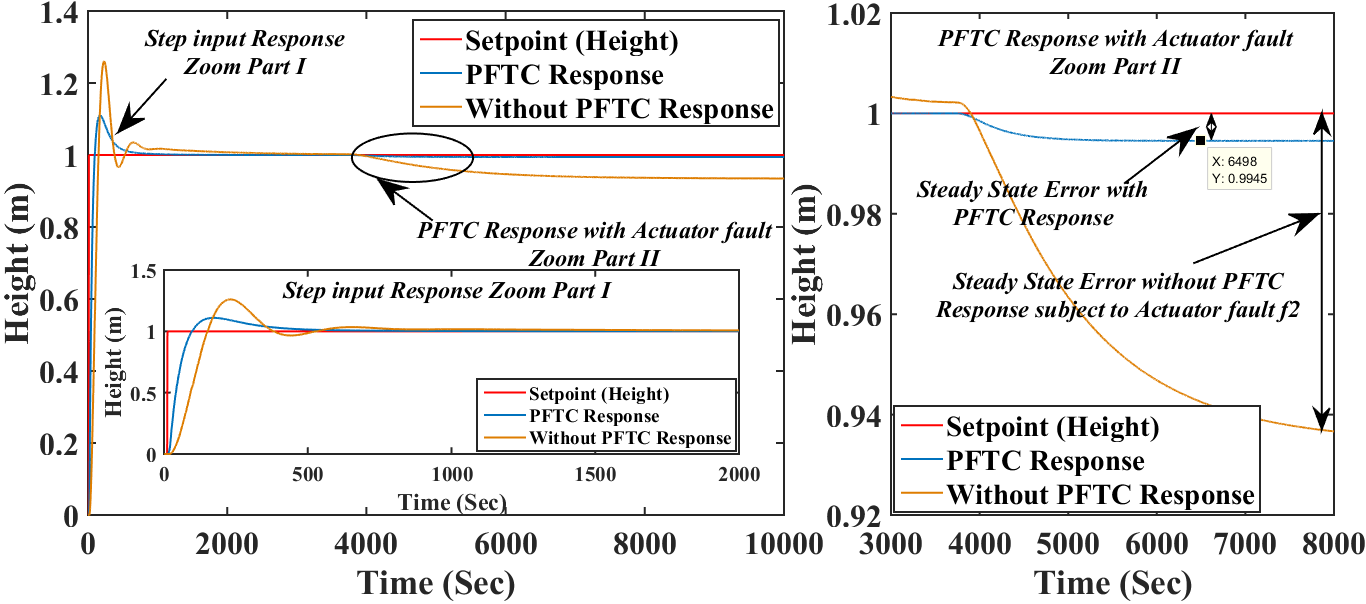 1.4
1.2
1
0.8
0.6
0.4
0.2
0
Height (m)
Step input Response
Zoom Part I
Setpoint (Height)
PFTC Response
Without PFTC Response
PFTC Response with Actuator fault
Zoom Part II
1.5
1
0.5
0
Height (m)
Step input Response Zoom Part I
Setpoint (Height)
PFTC Response
Without PFTC Response
0 500 1000 1500 2000
Time (Sec)
0 2000 4000 6000 8000 10000
Time (Sec)
1.02
1
0.98
0.96
0.94
0.92
Height (m)
PFTC Response with Actuator fault
Zoom Part II
X: 6498
Y: 0.9945
Steady State Error with
PFTC Response
Steady State Error without PFTC
Response subject to Actuator fault f2
Setpoint (Height)
PFTC Response
Without PFTC Response
3000 4000 5000 6000 7000 8000
Time (Sec)